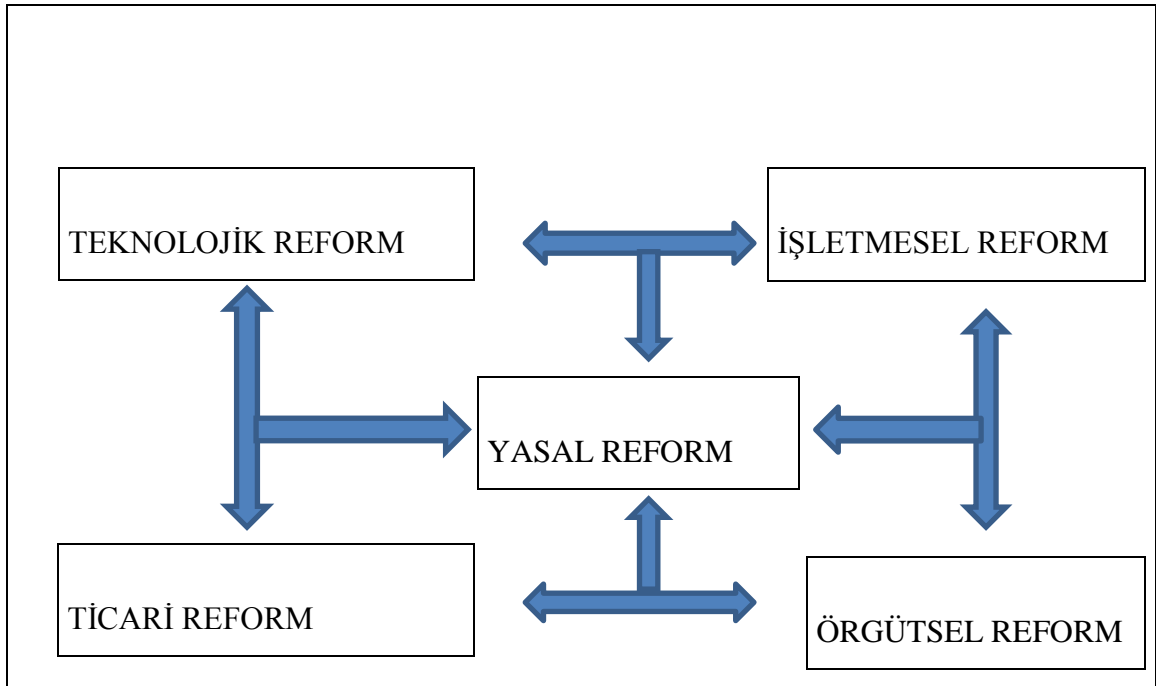 TEKNOLOJİK REFORM
İŞLETMESEL REFORM
YASAL REFORM
TİCARİ REFORM
ÖRGÜTSEL REFORM